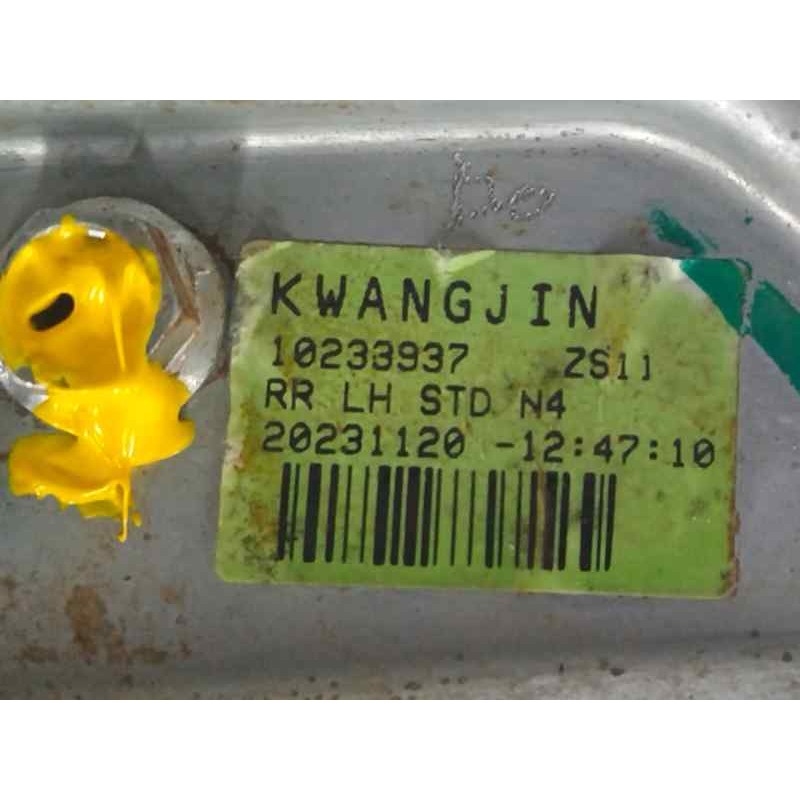 KWANGJIN
10233937 ZS11
RR LH STD N4
20231120 -12:47:10